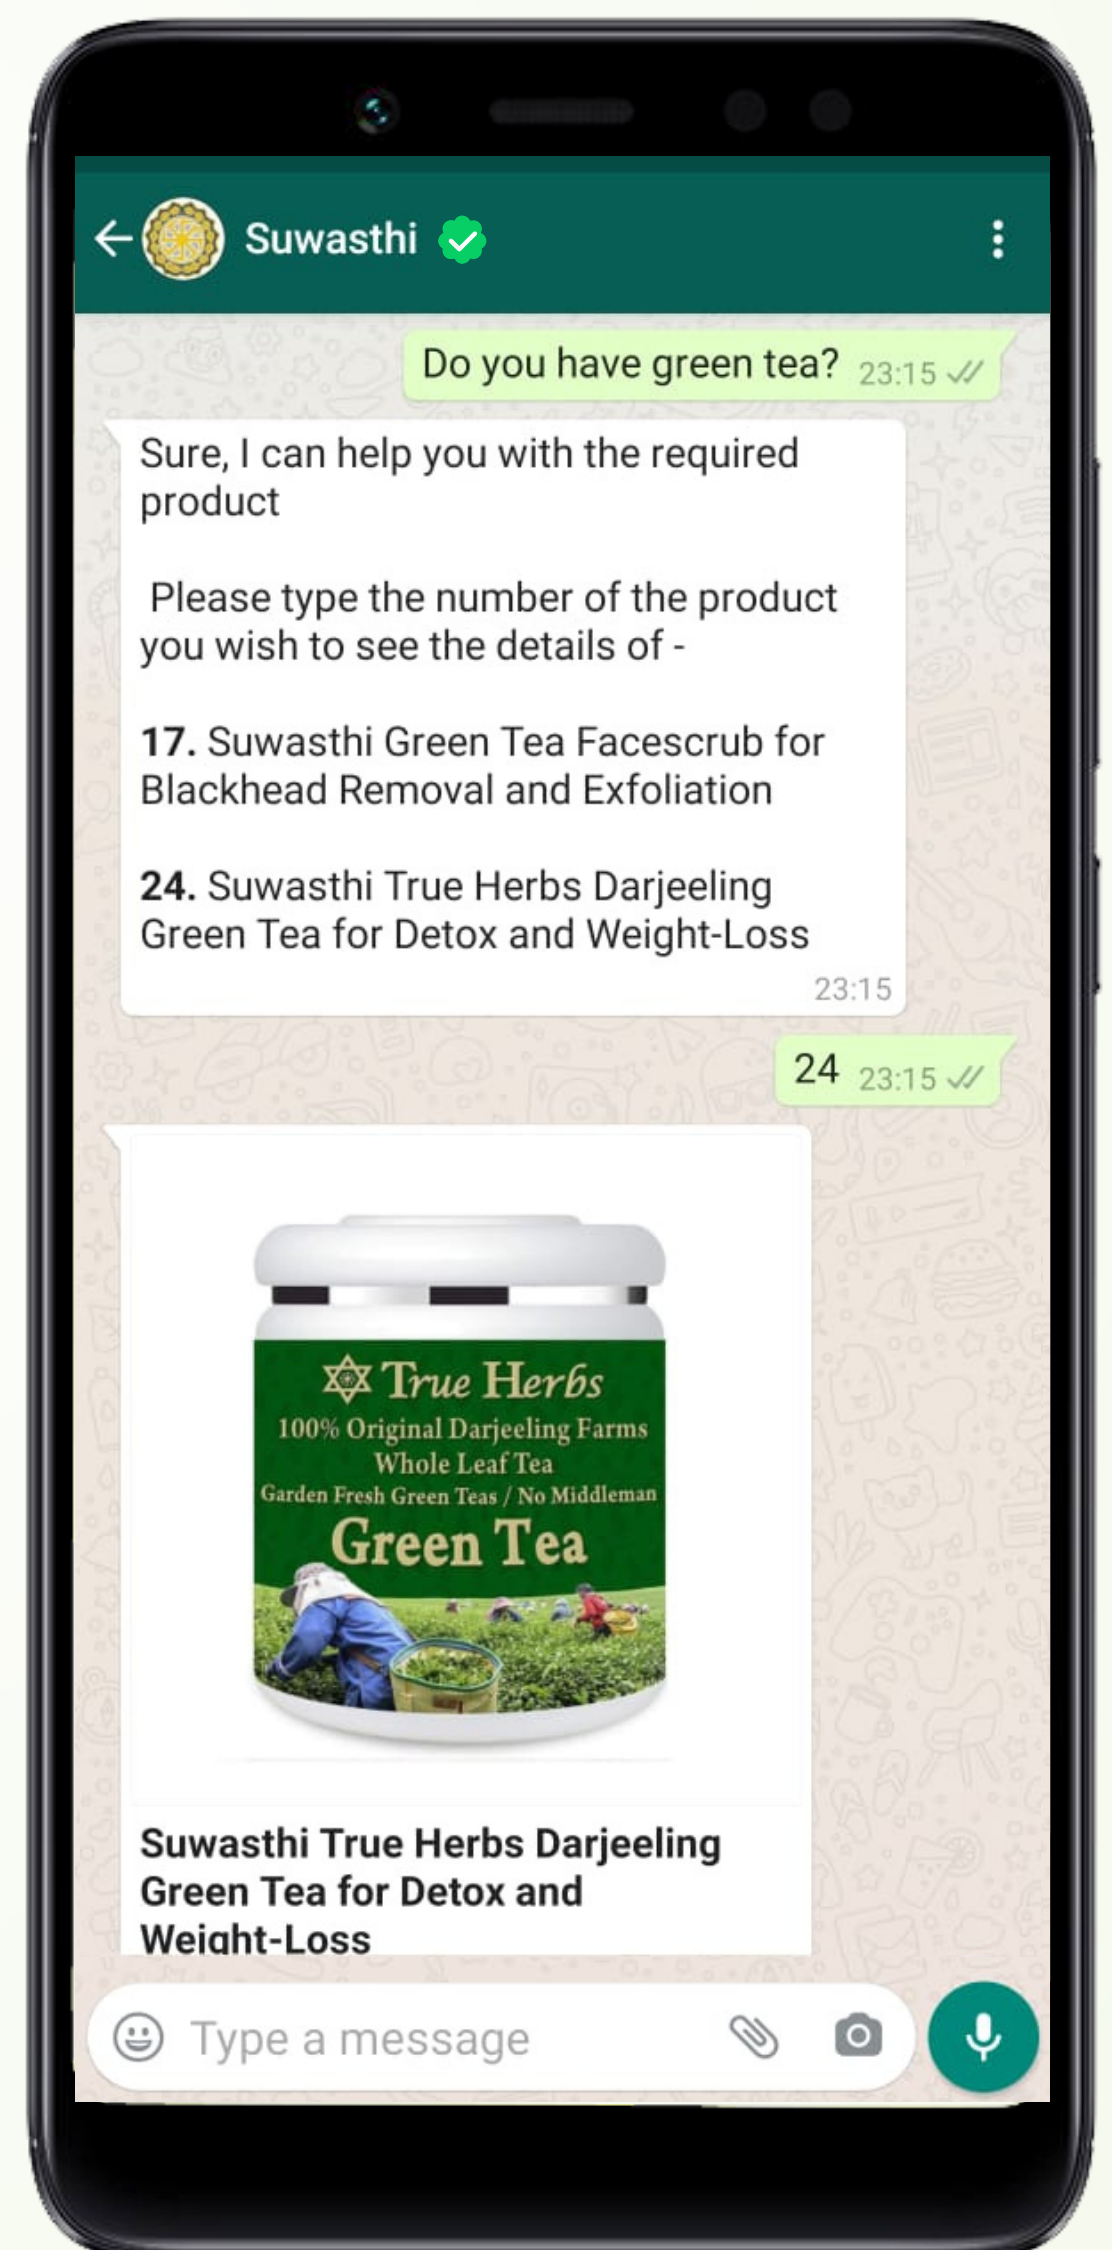 Suwasthi
Do you have green tea? 23:15
Sure, I can help you with the required
product
Please type the number of the product
you wish to see the details of -
17. Suwasthi Green Tea Facescrub for
Blackhead Removal and Exfoliation
24. Suwasthi True Herbs Darjeeling
Green Tea for Detox and Weight-Loss
23:15
24 23:15
True Herbs
100% Original Darjeeling Farms
Whole Leaf Tea
Garden Fresh Green Teas / No Middleman
Green Tea
Suwasthi True Herbs Darjeeling
Green Tea for Detox and
Weight-Loss
Type a message